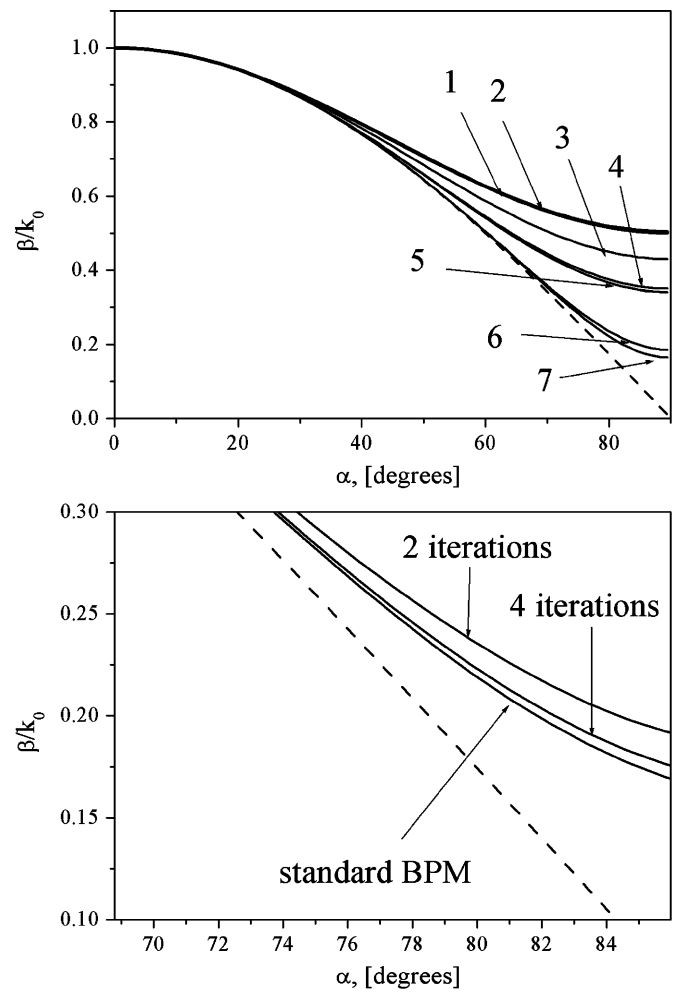 1.0
0.8
0.6
0.4
0.2
0.0
β/k0
1
2
3
4
5
6
7
0 20 40 60 80
α, [degrees]
0.30
0.25
0.20
0.15
0.10
β/k0
2 iterations
4 iterations
standard BPM
70 72 74 76 78 80 82 84
α, [degrees]